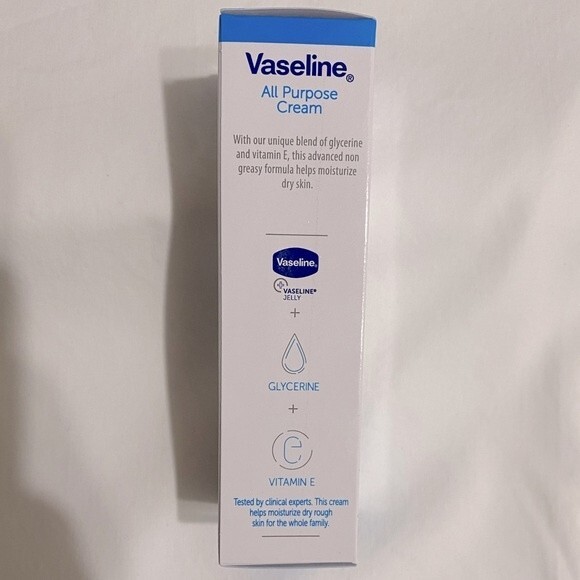 Vaseline®
All Purpose
Cream
With our unique blend of glycerine
and vitamin E, this advanced non
greasy formula helps moisturize
dry skin.
Vaseline®
VASELINE®
JELLY
+
GLYCERINE
+
e
VITAMIN E
Tested by clinical experts. This cream
helps moisturize dry rough
skin for the whole family.